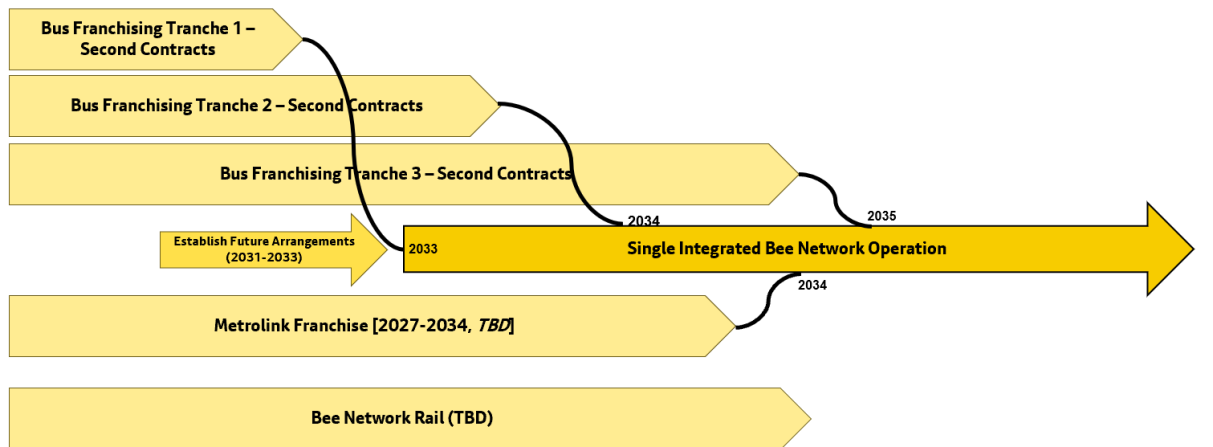 Bus Franchising Tranche 1 –
Second Contracts
Bus Franchising Tranche 2 – Second Contracts
Bus Franchising Tranche 3 – Second Contracts
2035
2034
Establish Future Arrangements
(2031-2033)
2033
Single Integrated Bee Network Operation
2034
Metrolink Franchise [2027-2034, TBD]
Bee Network Rail (TBD)